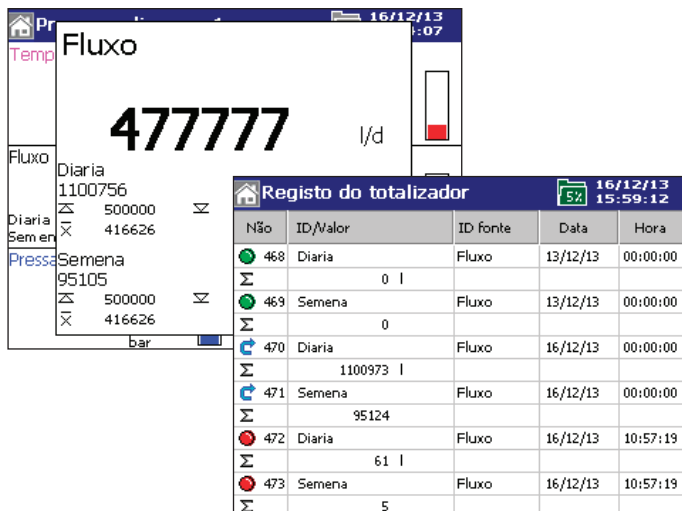 Pr
16/12/13
:07
Temp
Fluxo
477777
l/d
Fluxo
Diaria
1100756
500000
416626
Diaria
Semen
Pressa
Semena
95105
500000
416626
bar
Registo do totalizador
5%
16/12/13
15:59:12
Não ID/Valor ID fonte Data Hora
468 Diaria Fluxo 13/12/13 00:00:00
Σ 0 l
469 Semena Fluxo 13/12/13 00:00:00
Σ 0
470 Diaria Fluxo 16/12/13 00:00:00
Σ 1100973 l
471 Semena Fluxo 16/12/13 00:00:00
Σ 95124
472 Diaria Fluxo 16/12/13 10:57:19
Σ 61 l
473 Semena Fluxo 16/12/13 10:57:19
Σ 5